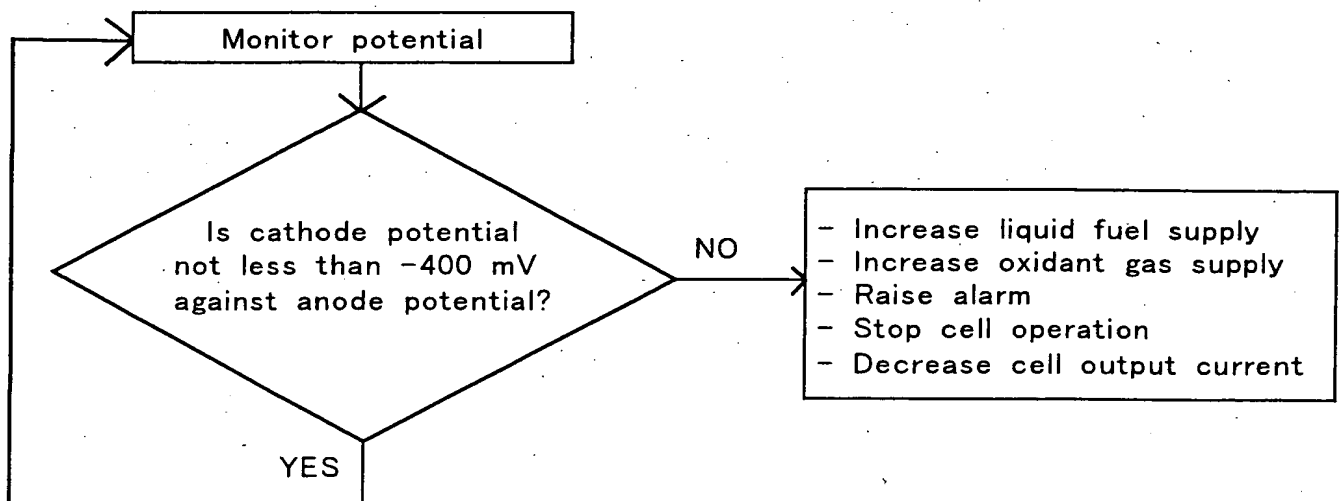 Monitor potential
Is cathode potential
not less than -400 mV
against anode potential?
NO
- Increase liquid fuel supply
- Increase oxidant gas supply
- Raise alarm
- Stop cell operation
- Decrease cell output current
YES